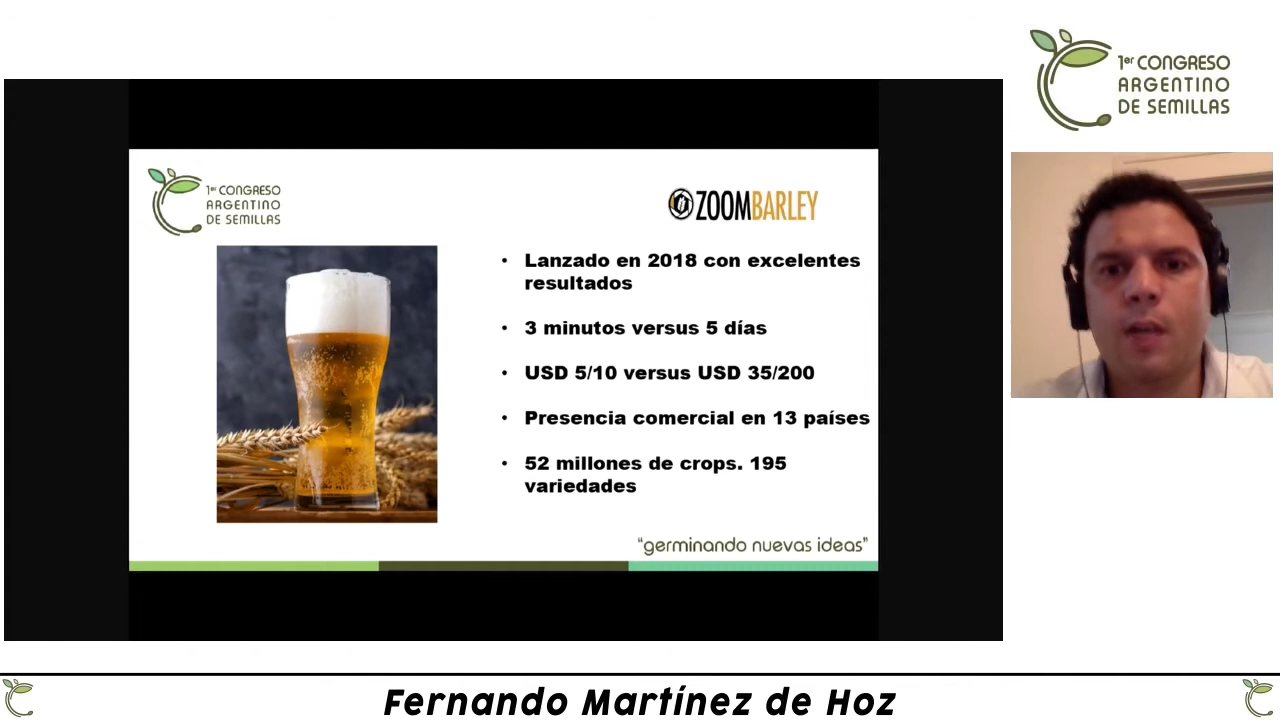 1er CONGRESO
ARGENTINO
DE SEMILLAS
1er CONGRESO
ARGENTINO
DE SEMILLAS
ZOOMBARLEY
• Lanzado en 2018 con excelentes
resultados
• 3 minutos versus 5 días
• USD 5/10 versus USD 35/200
• Presencia comercial en 13 países
• 52 millones de crops. 195
variedades
“germinando nuevas ideas”
Fernando Martínez de Hoz